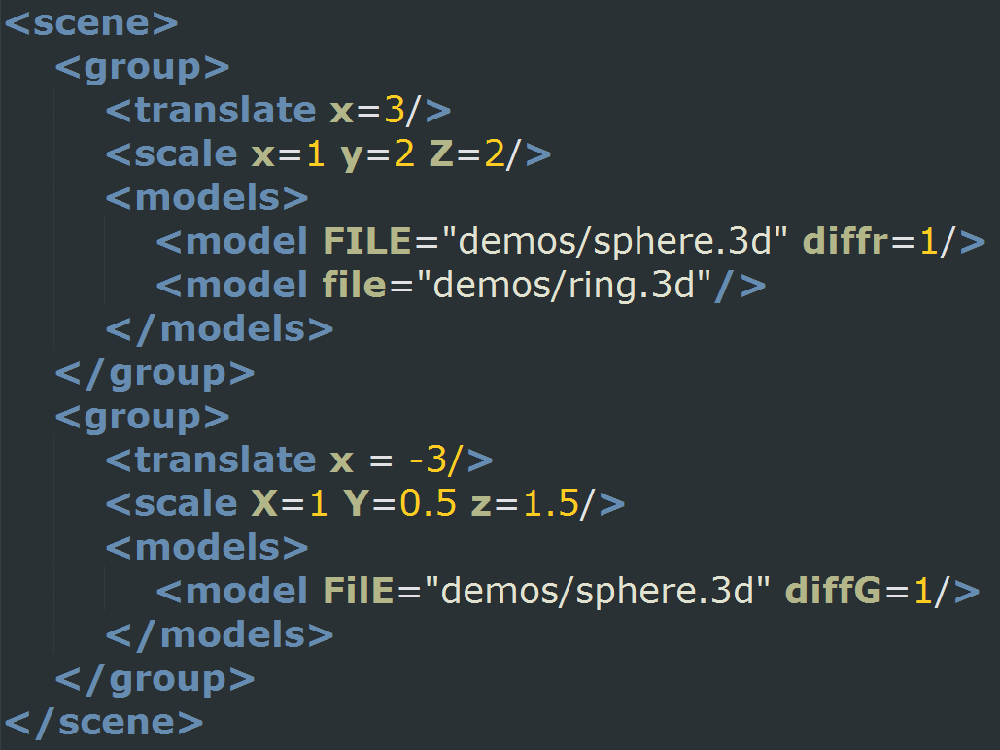 <scene>
<group>
<translate x=3/>
<scale x=1 y=2 Z=2/>
<models>
<model FILE="demos/sphere.3d" diffr=1/>
<model file="demos/ring.3d"/>
</models>
</group>
<group>
<translate x = -3/>
<scale X=1 Y=0.5 z=1.5/>
<models>
<model FilE="demos/sphere.3d" diffG=1/>
</models>
</group>
</scene>